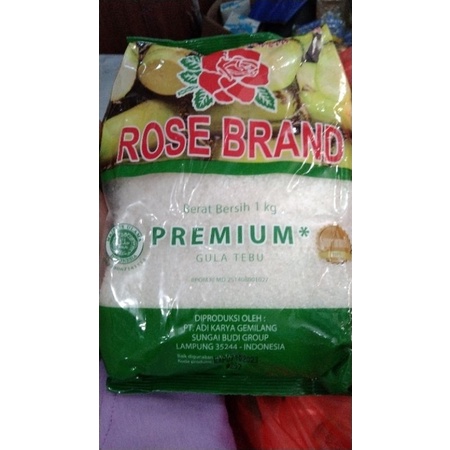 ROSE BRAND
Berat Bersih 1 kg
PREMIUM*
GULA TEBU
DIPRODUKSI OLEH :
PT. ADI KARYA GEMILANG
SUNGAI BUDI GROUP
LAMPUNG 35244 - INDONESIA